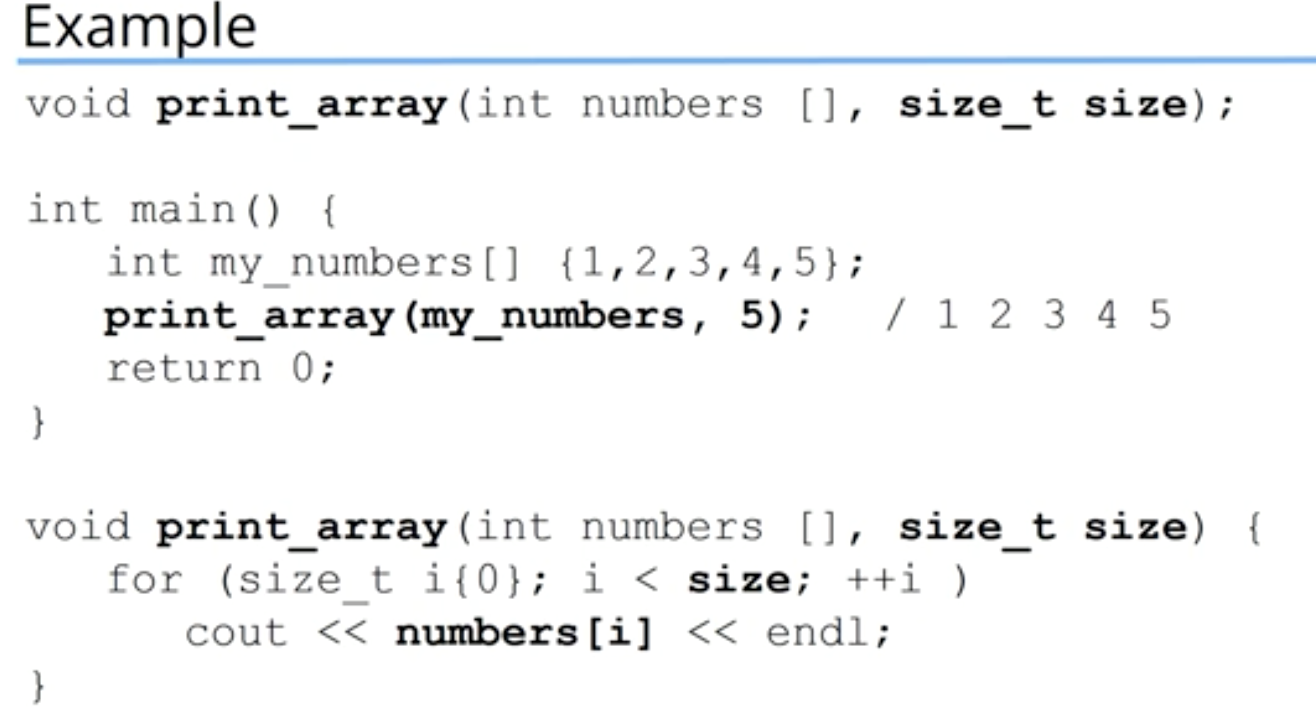 Example
void print_array(int numbers [], size_t size);
int main() {
int my_numbers[] {1,2,3,4,5};
print_array(my_numbers, 5); / 1 2 3 4 5
return 0;
}
void print_array(int numbers [], size_t size) {
for (size_t i{0}; i < size; ++i )
cout << numbers[i] << endl;
}